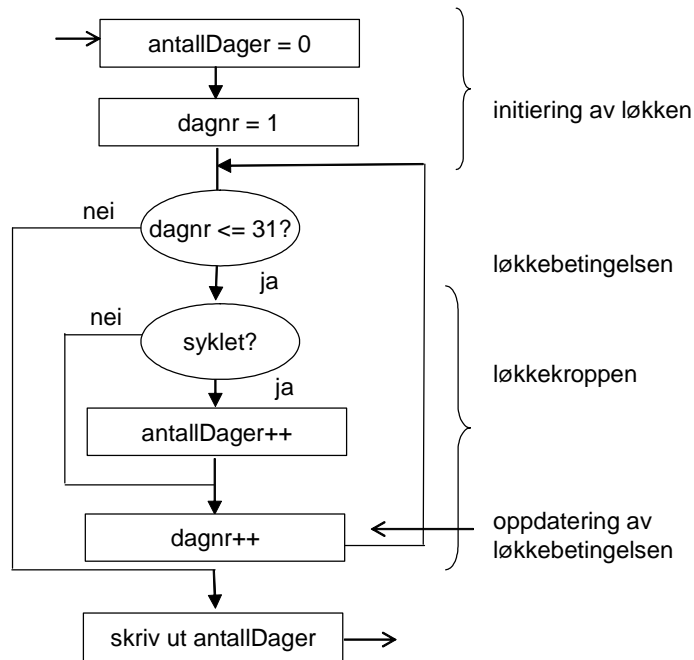 antallDager = 0
dagnr = 1
initiering av løkken
nei
dagnr <= 31?
løkkebetingelsen
ja
nei
syklet?
løkkekroppen
ja
antallDager++
dagnr++
oppdatering av
løkkebetingelsen
skriv ut antallDager